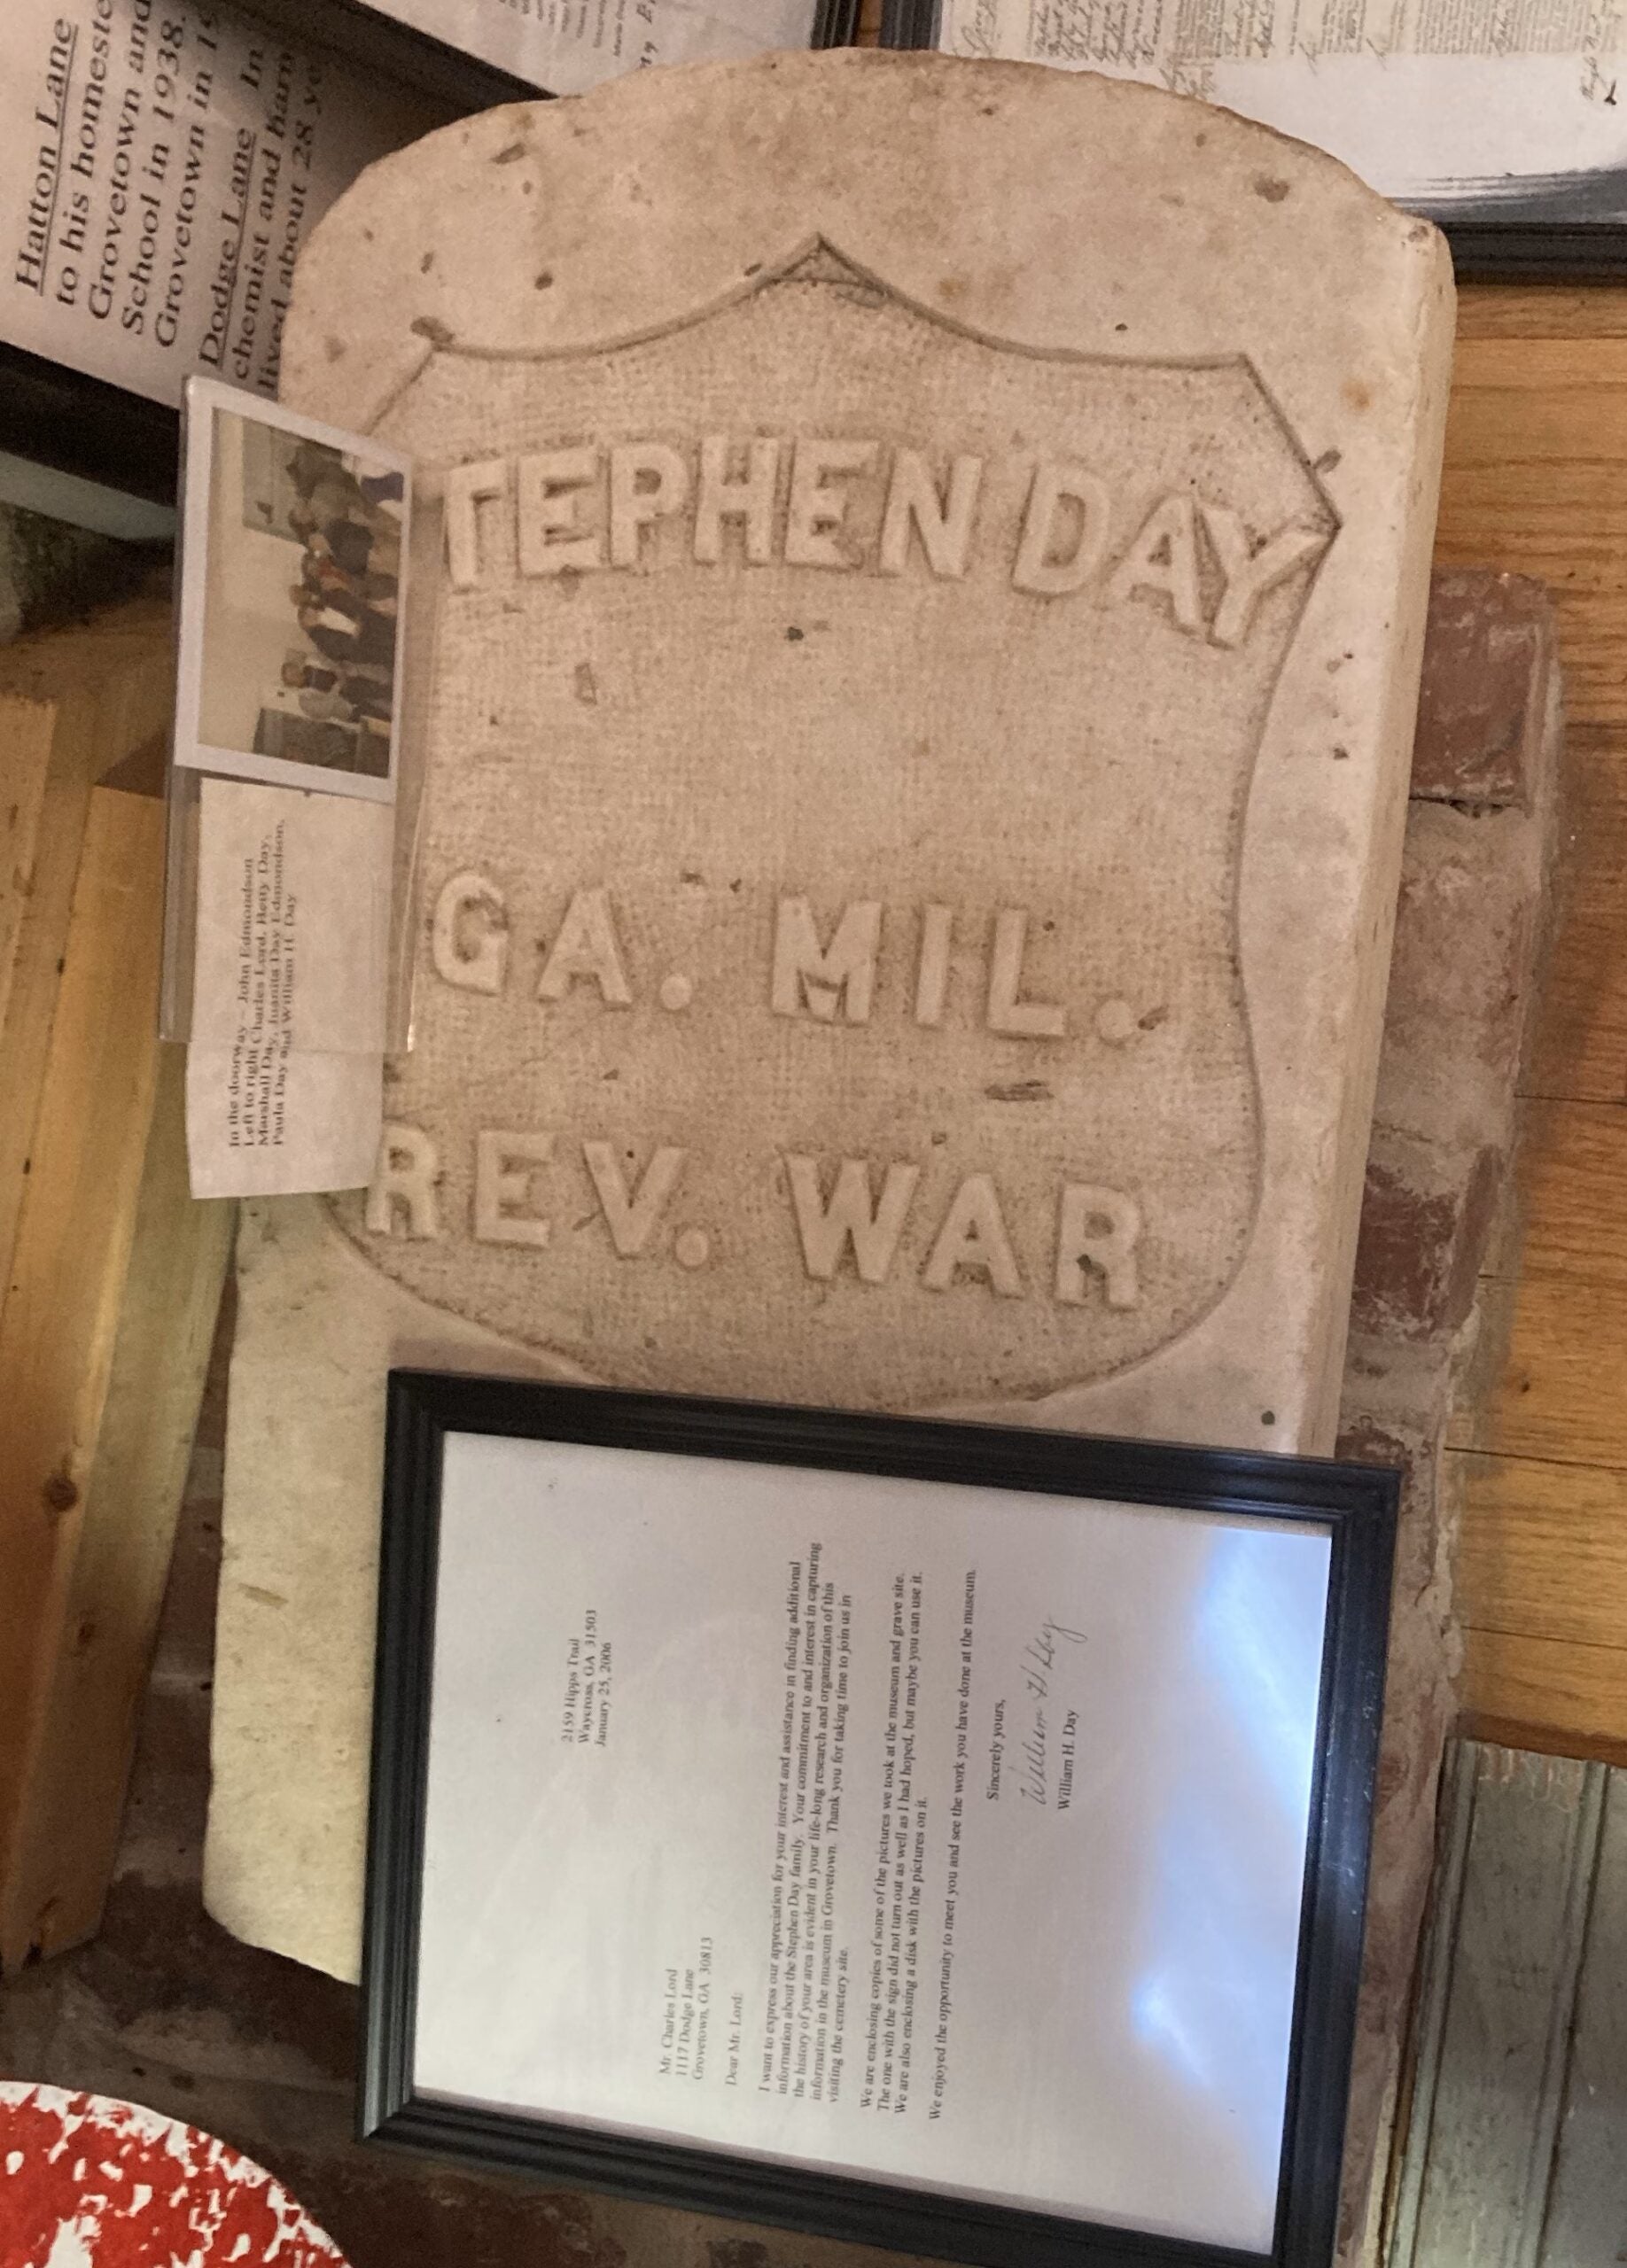 Hatton Lane
to his homeste
Grovetown and
School in 1938.
Grovetown in 19
Dodge Lane In
chemist and harn
lived about 28 ye
TEPHEN DAY
GA. MIL.
REV. WAR
In the doorway - John Edmondson
Left to right Charles Lord, Betty Day,
Marshall Day, Juanita Day Edmondson,
Paula Day and William H Day
2159 Hipps Trail
Waycross, GA 31503
January 25, 2006
Mr. Charles Lord
1117 Dodge Lane
Grovetown, GA 30813
Dear Mr. Lord:
I want to express our appreciation for your interest and assistance in finding additional
information about the Stephen Day family. Your commitment to and interest in capturing
the history of your area is evident in your life-long research and organization of this
information in the museum in Grovetown. Thank you for taking time to join us in
visiting the cemetery site.
We are enclosing copies of some of the pictures we took at the museum and grave site.
The one with the sign did not turn out as well as I had hoped, but maybe you can use it.
We are also enclosing a disk with the pictures on it.
We enjoyed the opportunity to meet you and see the work you have done at the museum.
Sincerely yours,
William H Day
William H. Day